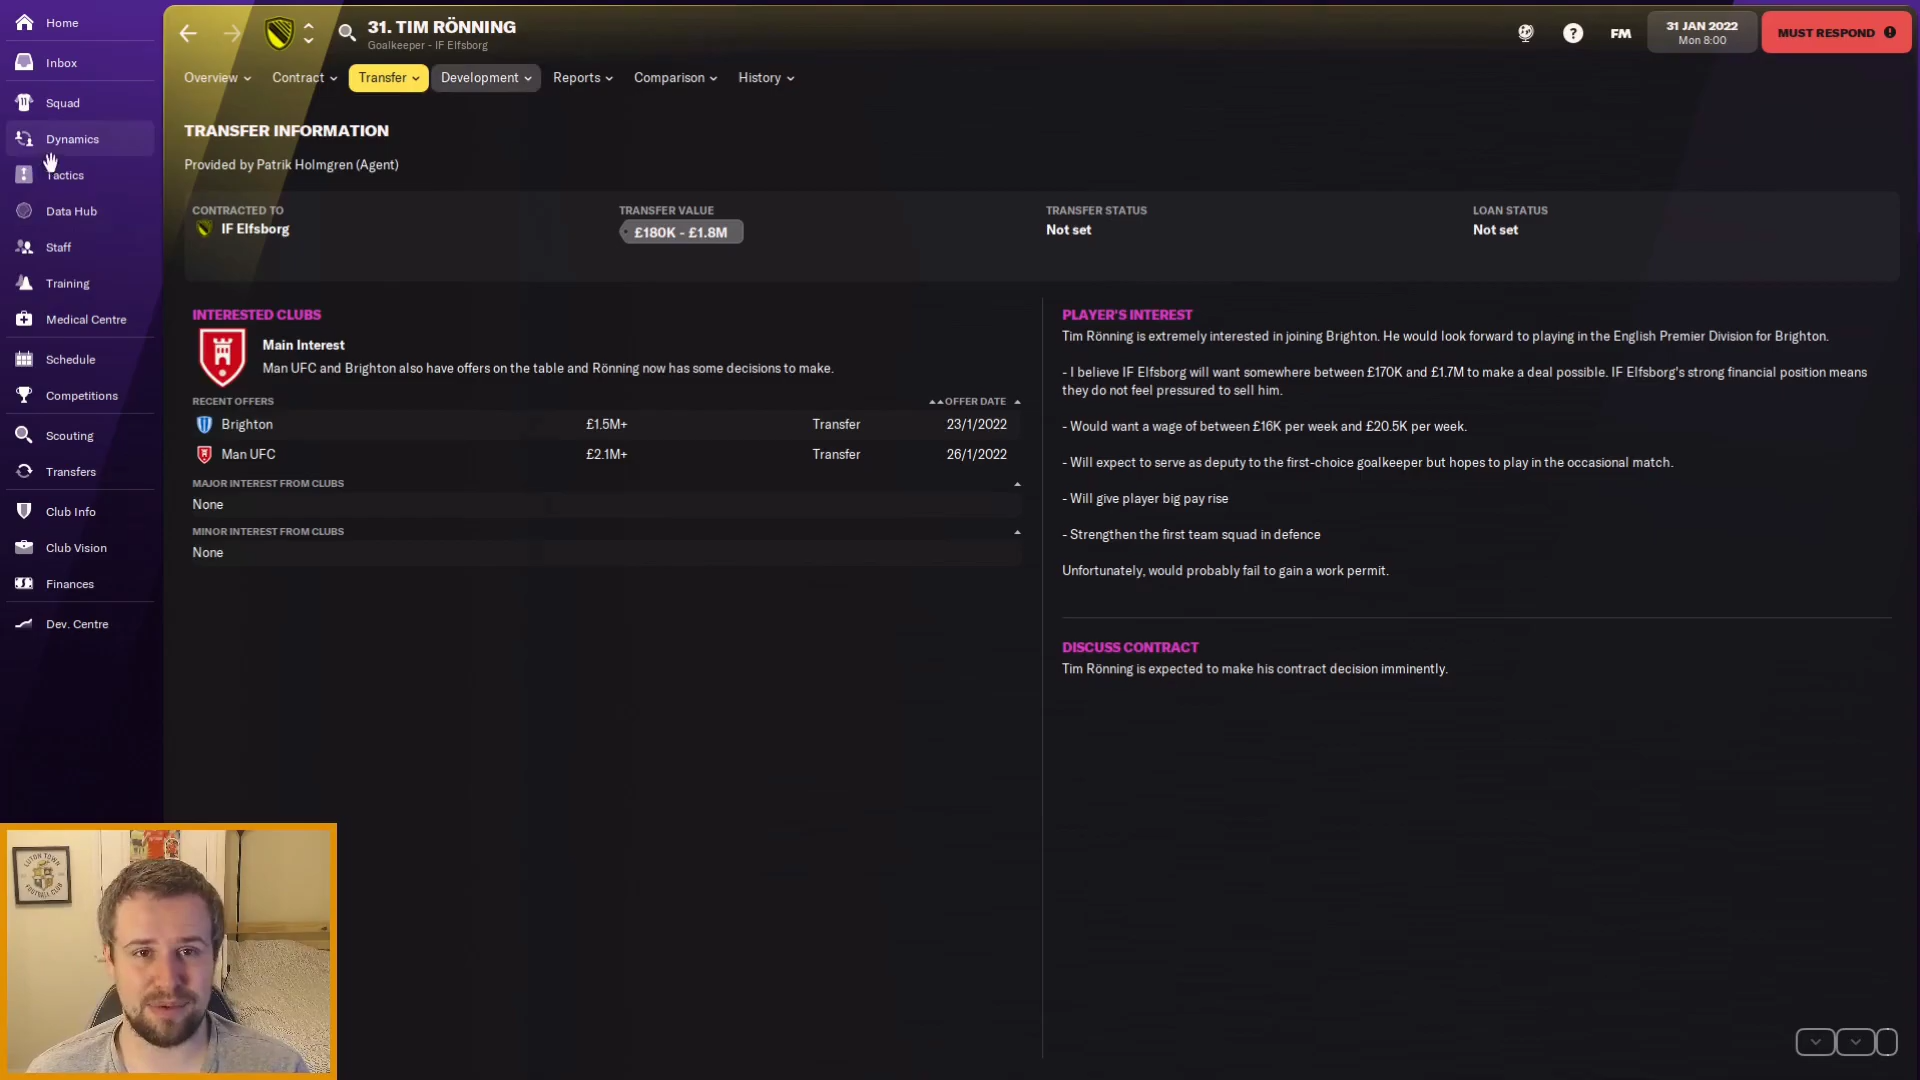 Home
Inbox
Squad
Dynamics
Tactics
Data Hub
Staff
Training
Medical Centre
Schedule
Competitions
Scouting
Transfers
Club Info
Club Vision
Finances
Dev. Centre
31. TIM RÖNNING
Goalkeeper - IF Elfsborg
FM
31 JAN 2022
Mon 8:00
MUST RESPOND
Overview
Contract
Transfer
Development
Reports
Comparison
History
TRANSFER INFORMATION
Provided by Patrik Holmgren (Agent)
CONTRACTED TO
IF Elfsborg
TRANSFER VALUE
£180K - £1.8M
TRANSFER STATUS
Not set
LOAN STATUS
Not set
INTERESTED CLUBS
Main Interest
Man UFC and Brighton also have offers on the table and Rönning now has some decisions to make.
RECENT OFFERS OFFER DATE
Brighton £1.5M+ Transfer 23/1/2022
Man UFC £2.1M+ Transfer 26/1/2022
MAJOR INTEREST FROM CLUBS
None
MINOR INTEREST FROM CLUBS
None
PLAYER'S INTEREST
Tim Rönning is extremely interested in joining Brighton. He would look forward to playing in the English Premier Division for Brighton.
- I believe IF Elfsborg will want somewhere between £170K and £1.7M to make a deal possible. IF Elfsborg's strong financial position means
they do not feel pressured to sell him.
- Would want a wage of between £16K per week and £20.5K per week.
- Will expect to serve as deputy to the first-choice goalkeeper but hopes to play in the occasional match.
- Will give player big pay rise
- Strengthen the first team squad in defence
Unfortunately, would probably fail to gain a work permit.
DISCUSS CONTRACT
Tim Rönning is expected to make his contract decision imminently.
LUTON TOWN
FOOTBALL CLUB